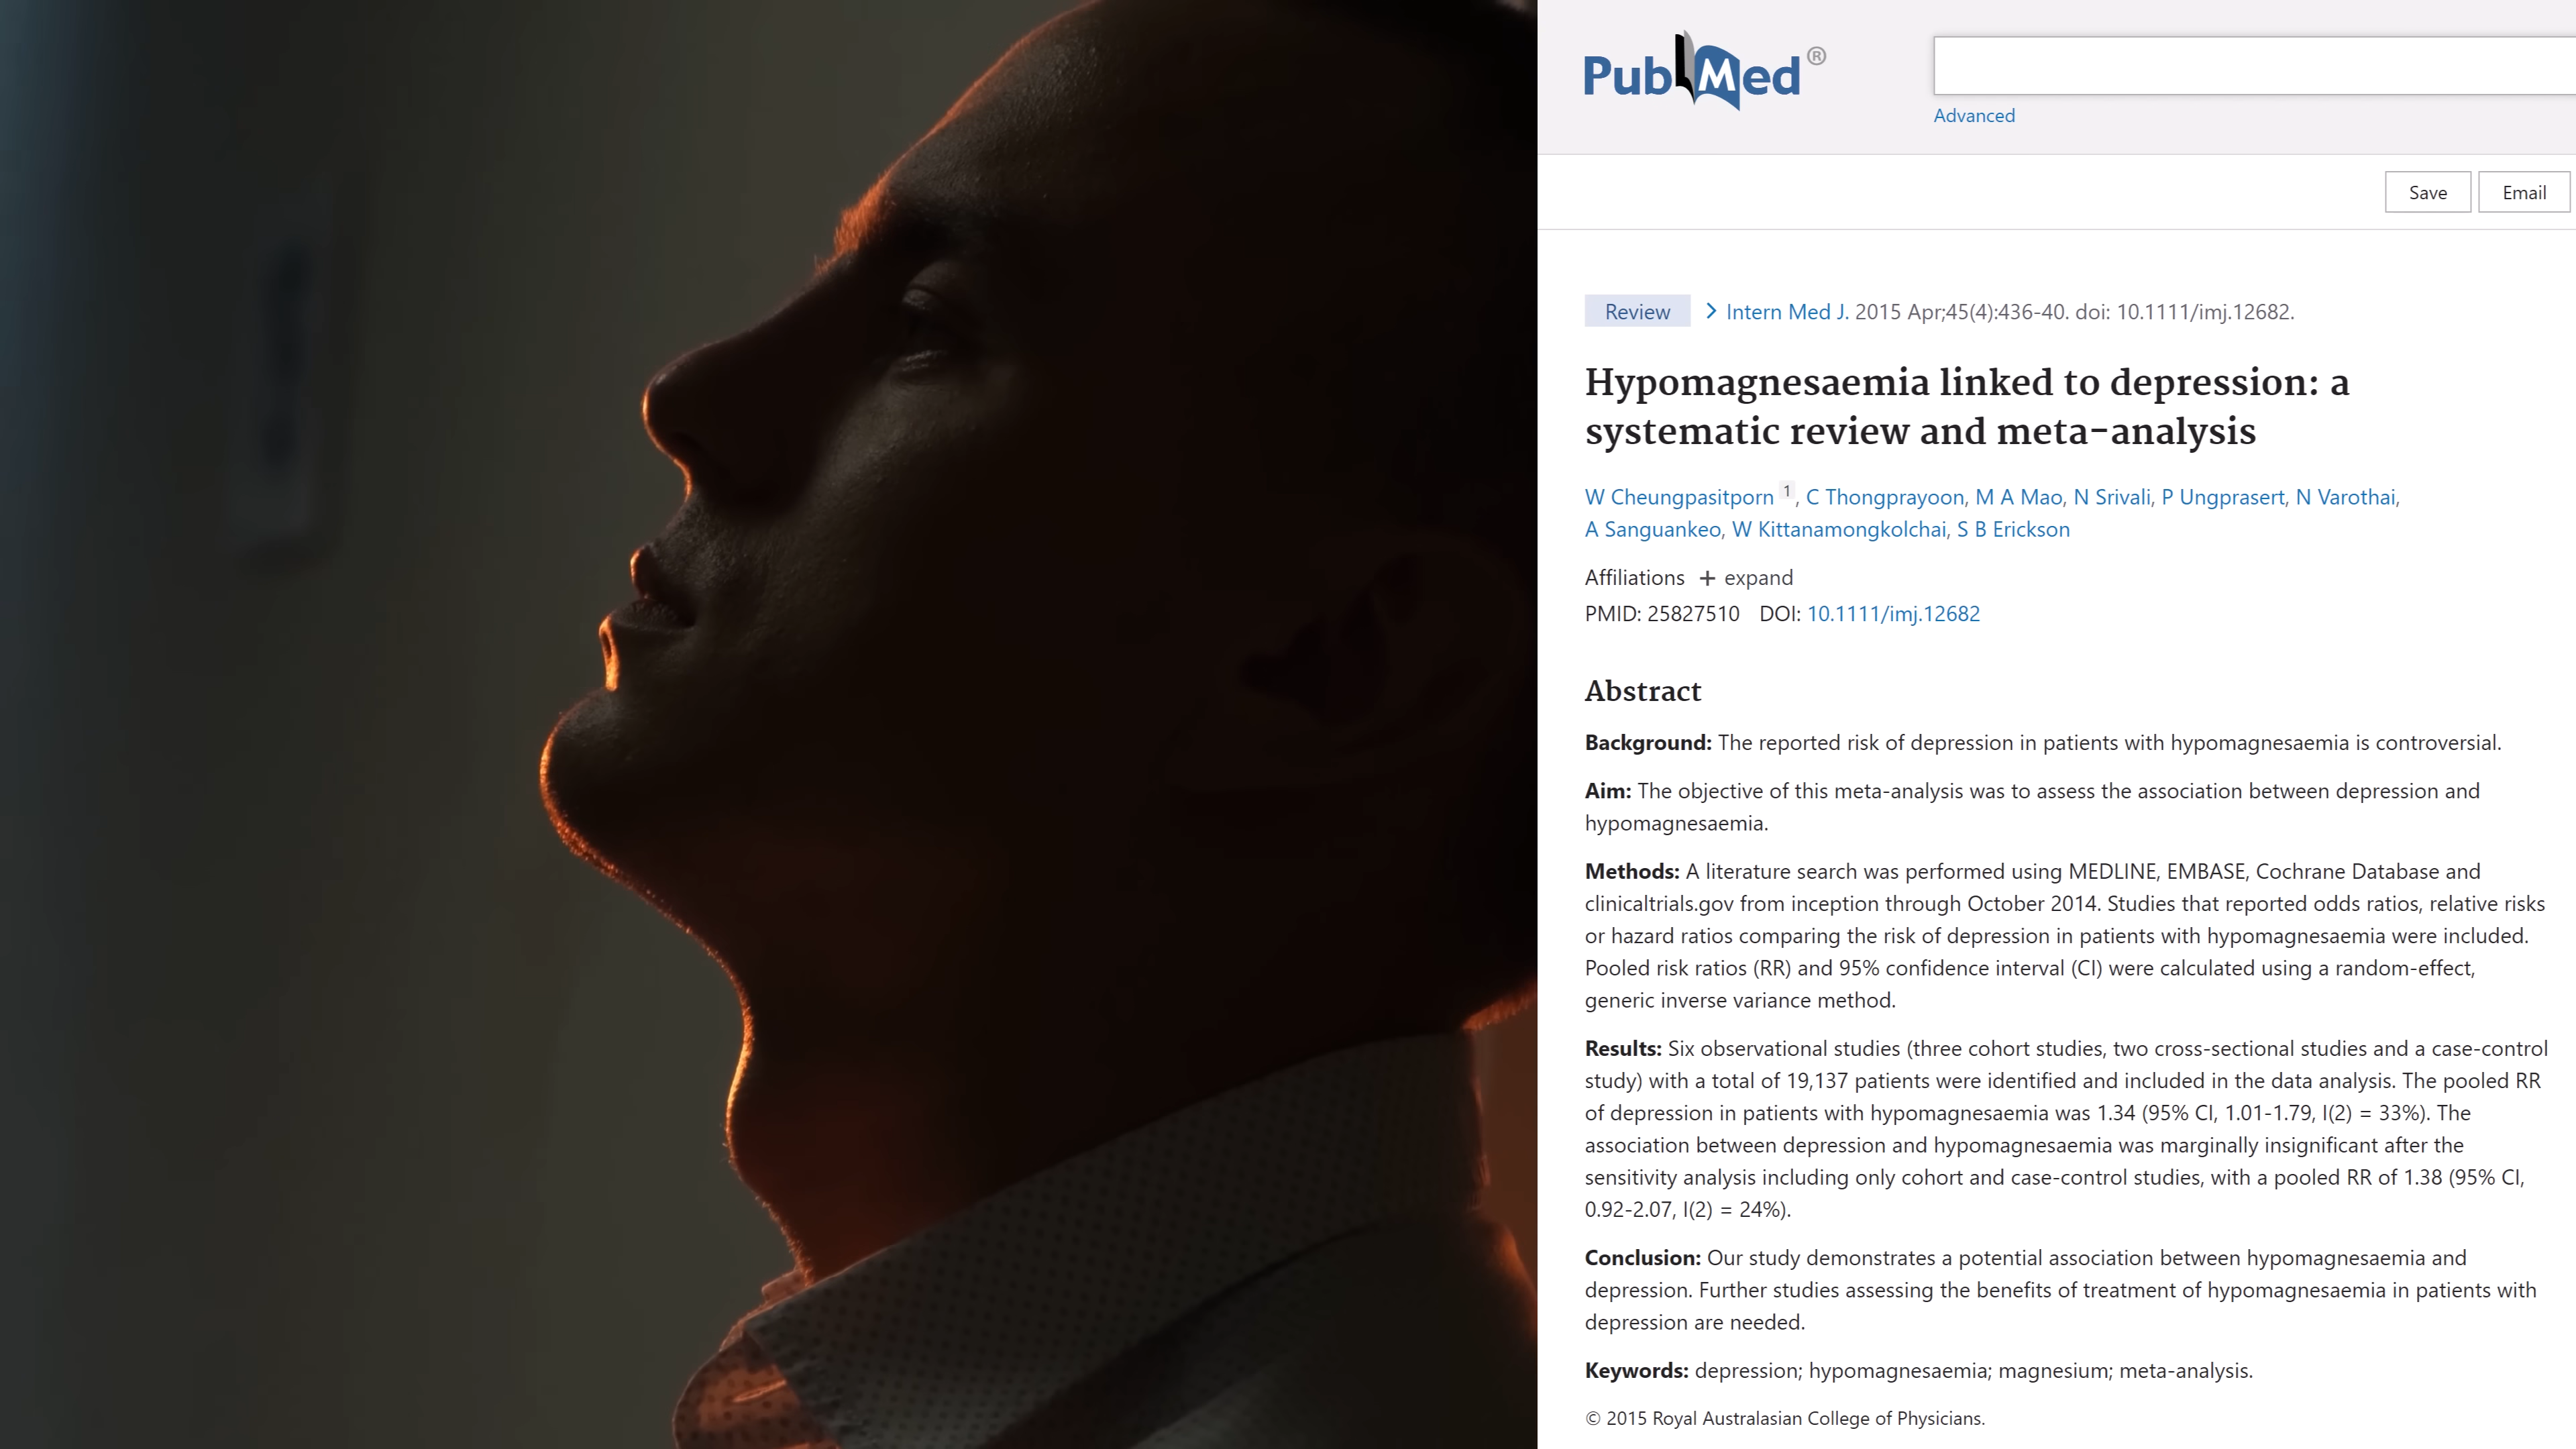 PubMed®
Advanced
Save
Email
Review
Intern Med J. 2015 Apr;45(4):436-40. doi: 10.1111/imj.12682.
Hypomagnesaemia linked to depression: a
systematic review and meta-analysis
W Cheungpasitporn 1, C Thongprayoon, M A Mao, N Srivali, P Ungprasert, N Varothai,
A Sanguankeo, W Kittanamongkolchai, S B Erickson
Affiliations + expand
PMID: 25827510 DOI: 10.1111/imj.12682
Abstract
Background: The reported risk of depression in patients with hypomagnesaemia is controversial.
Aim: The objective of this meta-analysis was to assess the association between depression and
hypomagnesaemia.
Methods: A literature search was performed using MEDLINE, EMBASE, Cochrane Database and
clinicaltrials.gov from inception through October 2014. Studies that reported odds ratios, relative risks
or hazard ratios comparing the risk of depression in patients with hypomagnesaemia were included.
Pooled risk ratios (RR) and 95% confidence interval (CI) were calculated using a random-effect,
generic inverse variance method.
Results: Six observational studies (three cohort studies, two cross-sectional studies and a case-control
study) with a total of 19,137 patients were identified and included in the data analysis. The pooled RR
of depression in patients with hypomagnesaemia was 1.34 (95% CI, 1.01-1.79, I(2) = 33%). The
association between depression and hypomagnesaemia was marginally insignificant after the
sensitivity analysis including only cohort and case-control studies, with a pooled RR of 1.38 (95% CI,
0.92-2.07, I(2) = 24%).
Conclusion: Our study demonstrates a potential association between hypomagnesaemia and
depression. Further studies assessing the benefits of treatment of hypomagnesaemia in patients with
depression are needed.
Keywords: depression; hypomagnesaemia; magnesium; meta-analysis.
© 2015 Royal Australasian College of Physicians.